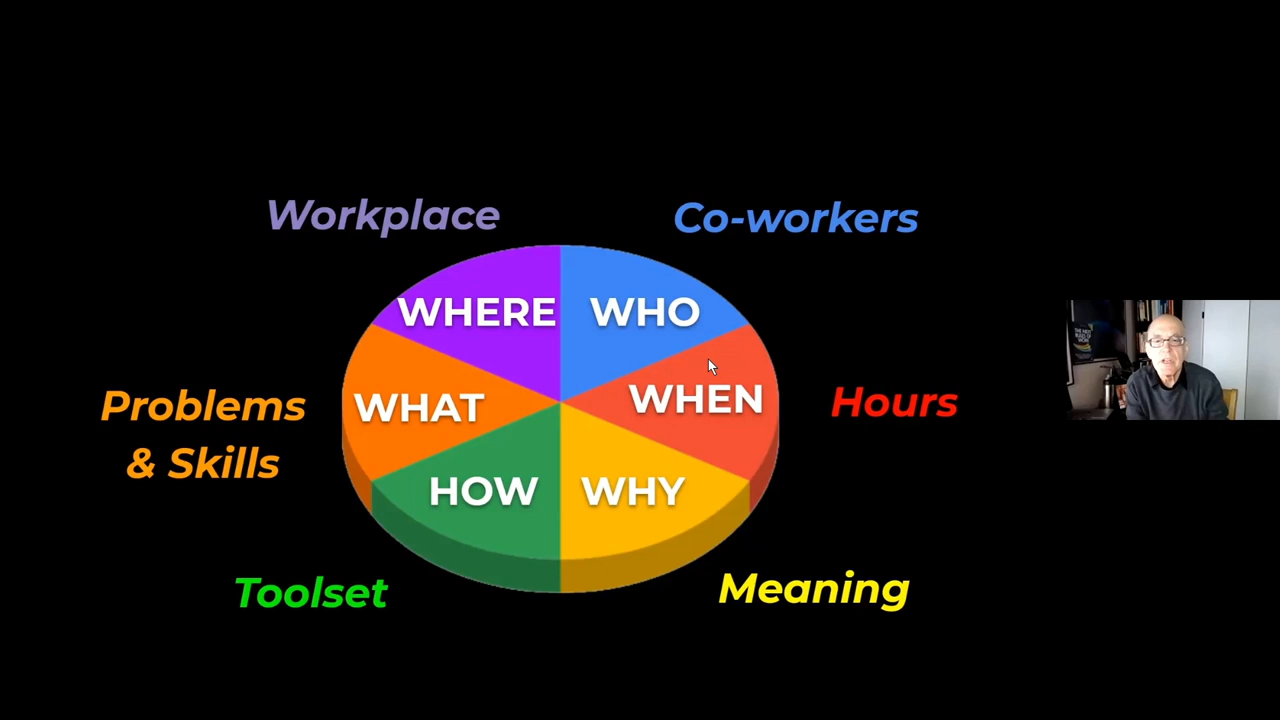 Workplace
Co-workers
WHERE
WHO
Problems
& Skills
WHAT
WHEN
Hours
HOW
WHY
Toolset
Meaning